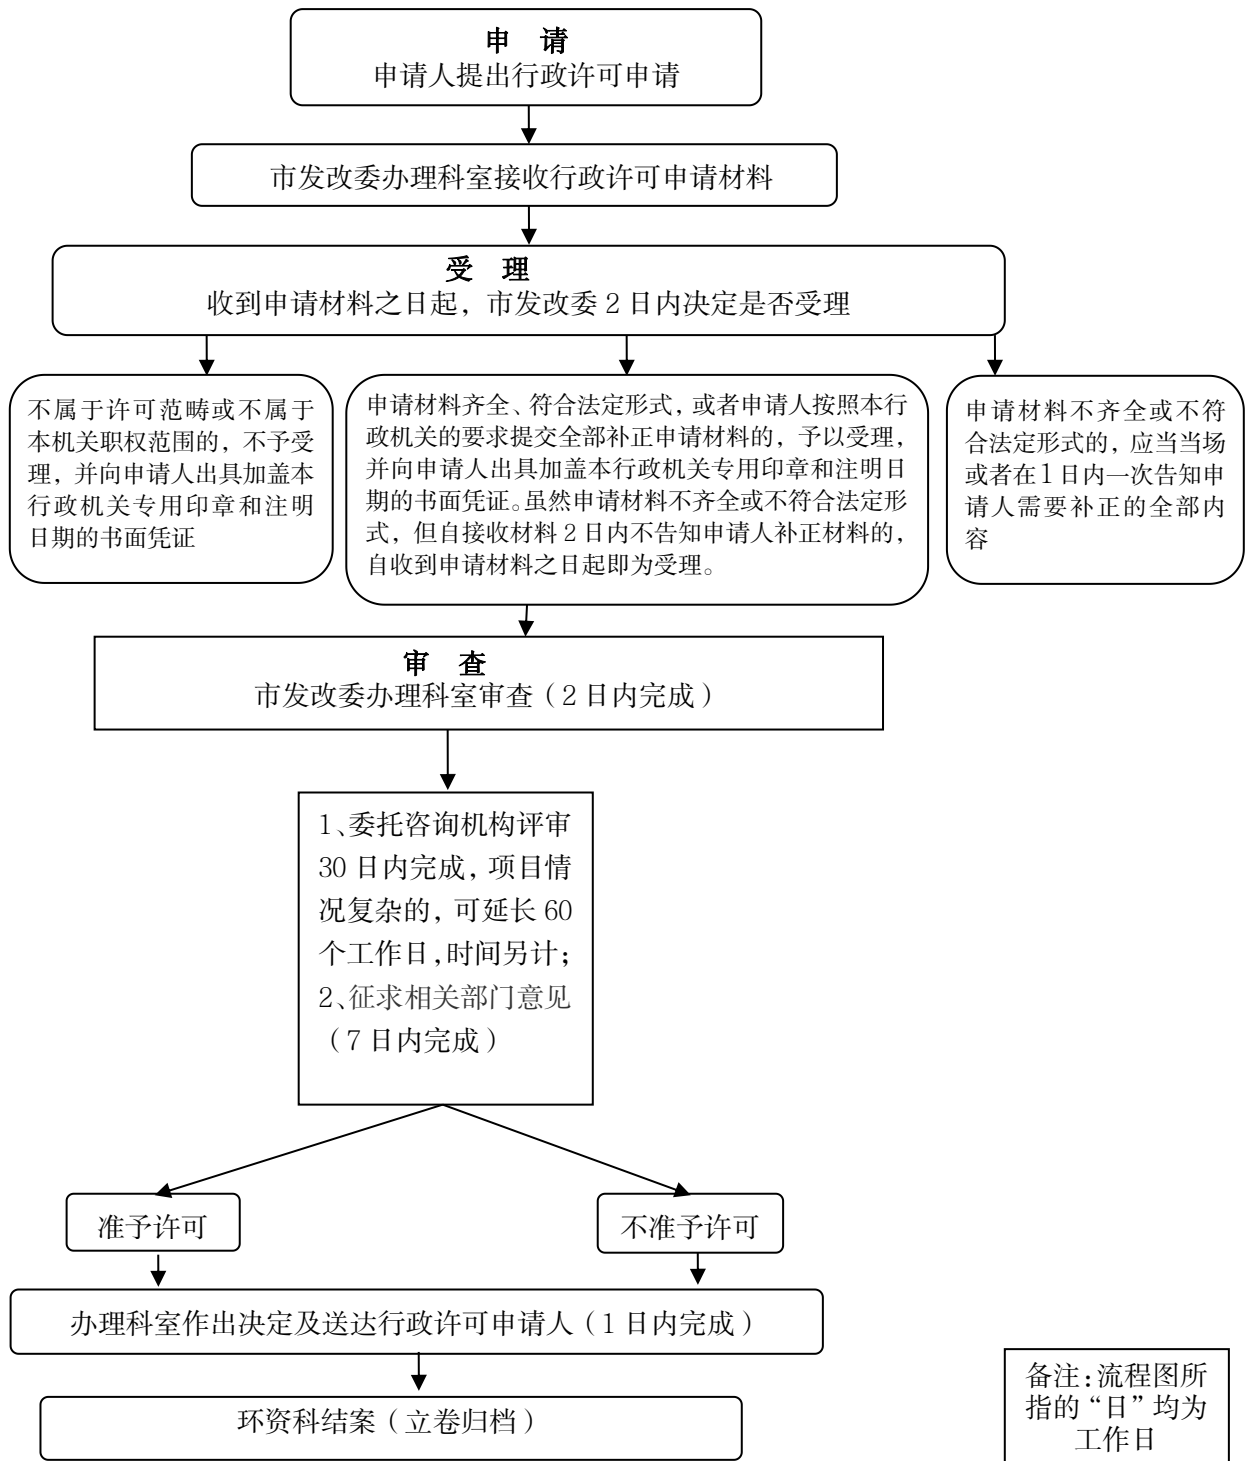 申 请
申请人提出行政许可申请
市发改委办理科室接收行政许可申请材料
受 理
收到申请材料之日起，市发改委 2 日内决定是否受理
不属于许可范畴或不属于
本机关职权范围的，不予受
理，并向申请人出具加盖本
行政机关专用印章和注明
日期的书面凭证
申请材料齐全、符合法定形式，或者申请人按照本行
政机关的要求提交全部补正申请材料的，予以受理，
并向申请人出具加盖本行政机关专用印章和注明日
期的书面凭证。虽然申请材料不齐全或不符合法定形
式，但自接收材料 2 日内不告知申请人补正材料的，
自收到申请材料之日起即为受理。
申请材料不齐全或不符
合法定形式的，应当当场
或者在1日内一次告知申
请人需要补正的全部内
容
审 查
市发改委办理科室审查（2 日内完成）
1、委托咨询机构评审
30 日内完成，项目情
况复杂的，可延长 60
个工作日，时间另计；
2、征求相关部门意见
（7 日内完成）
准予许可
不准予许可
办理科室作出决定及送达行政许可申请人（1 日内完成）
环资科结案（立卷归档）
备注：流程图所
指的“日”均为
工作日